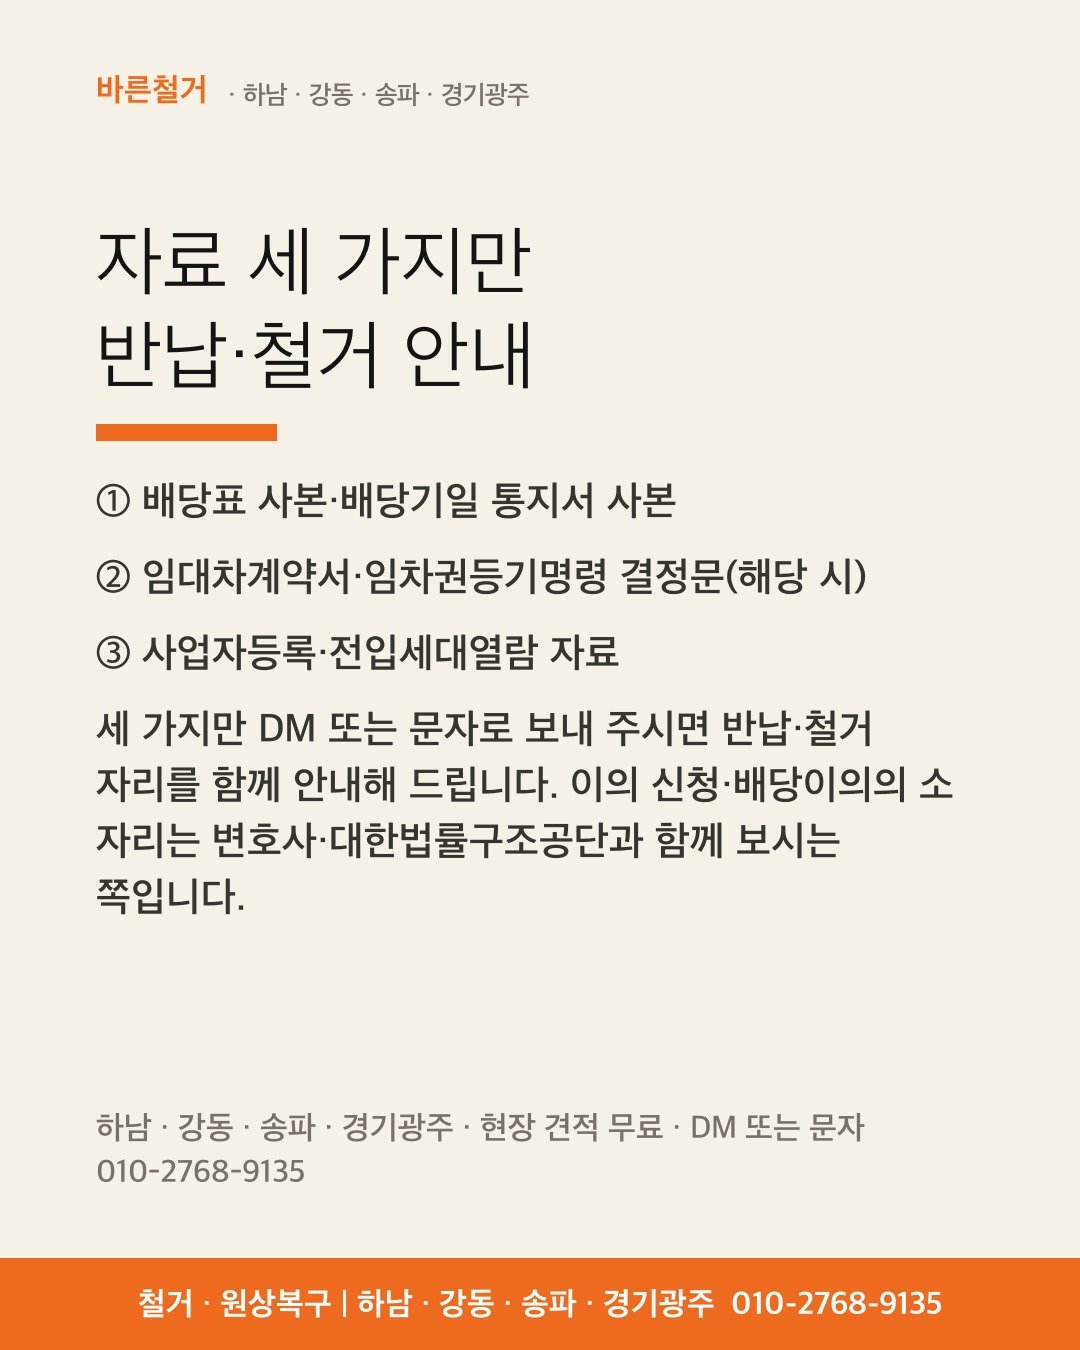 바른철거 · 하남 · 강동 · 송파 · 경기광주
자료 세 가지만
반납·철거 안내
① 배당표 사본·배당기일 통지서 사본
② 임대차계약서·임차권등기명령 결정문(해당 시)
③ 사업자등록·전입세대열람 자료
세 가지만 DM 또는 문자로 보내 주시면 반납·철거
자리를 함께 안내해 드립니다. 이의 신청·배당이의의 소
자리는 변호사·대한법률구조공단과 함께 보시는
쪽입니다.
하남 · 강동 · 송파 · 경기광주 · 현장 견적 무료 · DM 또는 문자
010-2768-9135
철거 · 원상복구 | 하남 · 강동 · 송파 · 경기광주 010-2768-9135